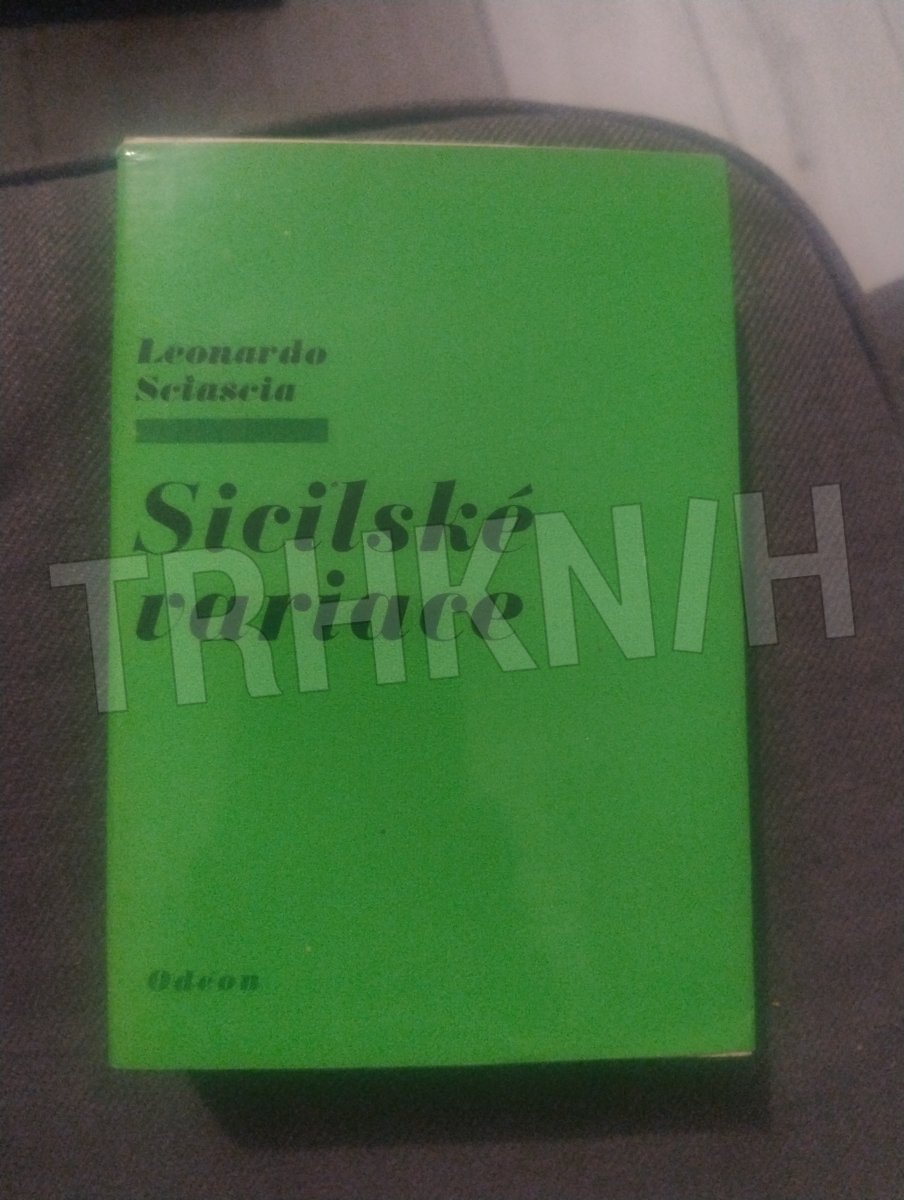 Leonardo
Sciascia
Sicilské
variace
TRHKNIH
Odeon